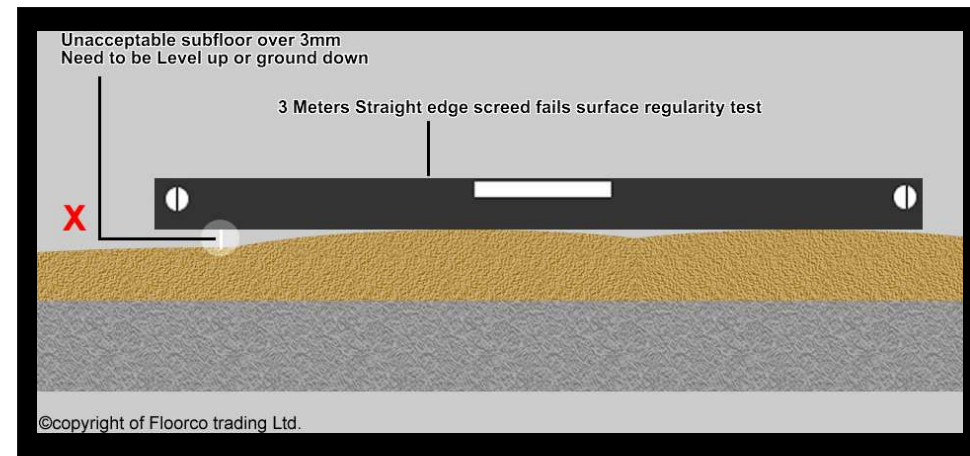 Unacceptable subfloor over 3mm
Need to be Level up or ground down
3 Meters Straight edge screed fails surface regularity test
X
©copyright of Floorco trading Ltd.